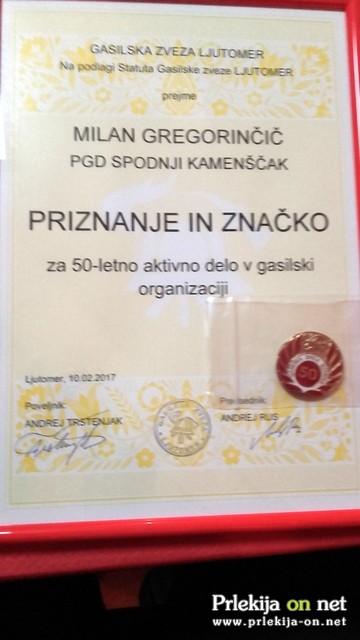 GASILSKA ZVEZA LJUTOMER
Na podlagi Statuta Gasilske zveze LJUTOMER
prejme
MILAN GREGORINČIČ
PGD SPODNJI KAMENŠČAK
PRIZNANJE IN ZNAČKO
za 50-letno aktivno delo v gasilski
organizaciji
50
Ljutomer, 10.02.2017
Poveljnik:
ANDREJ TRSTENJAK
Predsednik:
ANDREJ RUS
Prlekija on net
www.prlekija-on.net